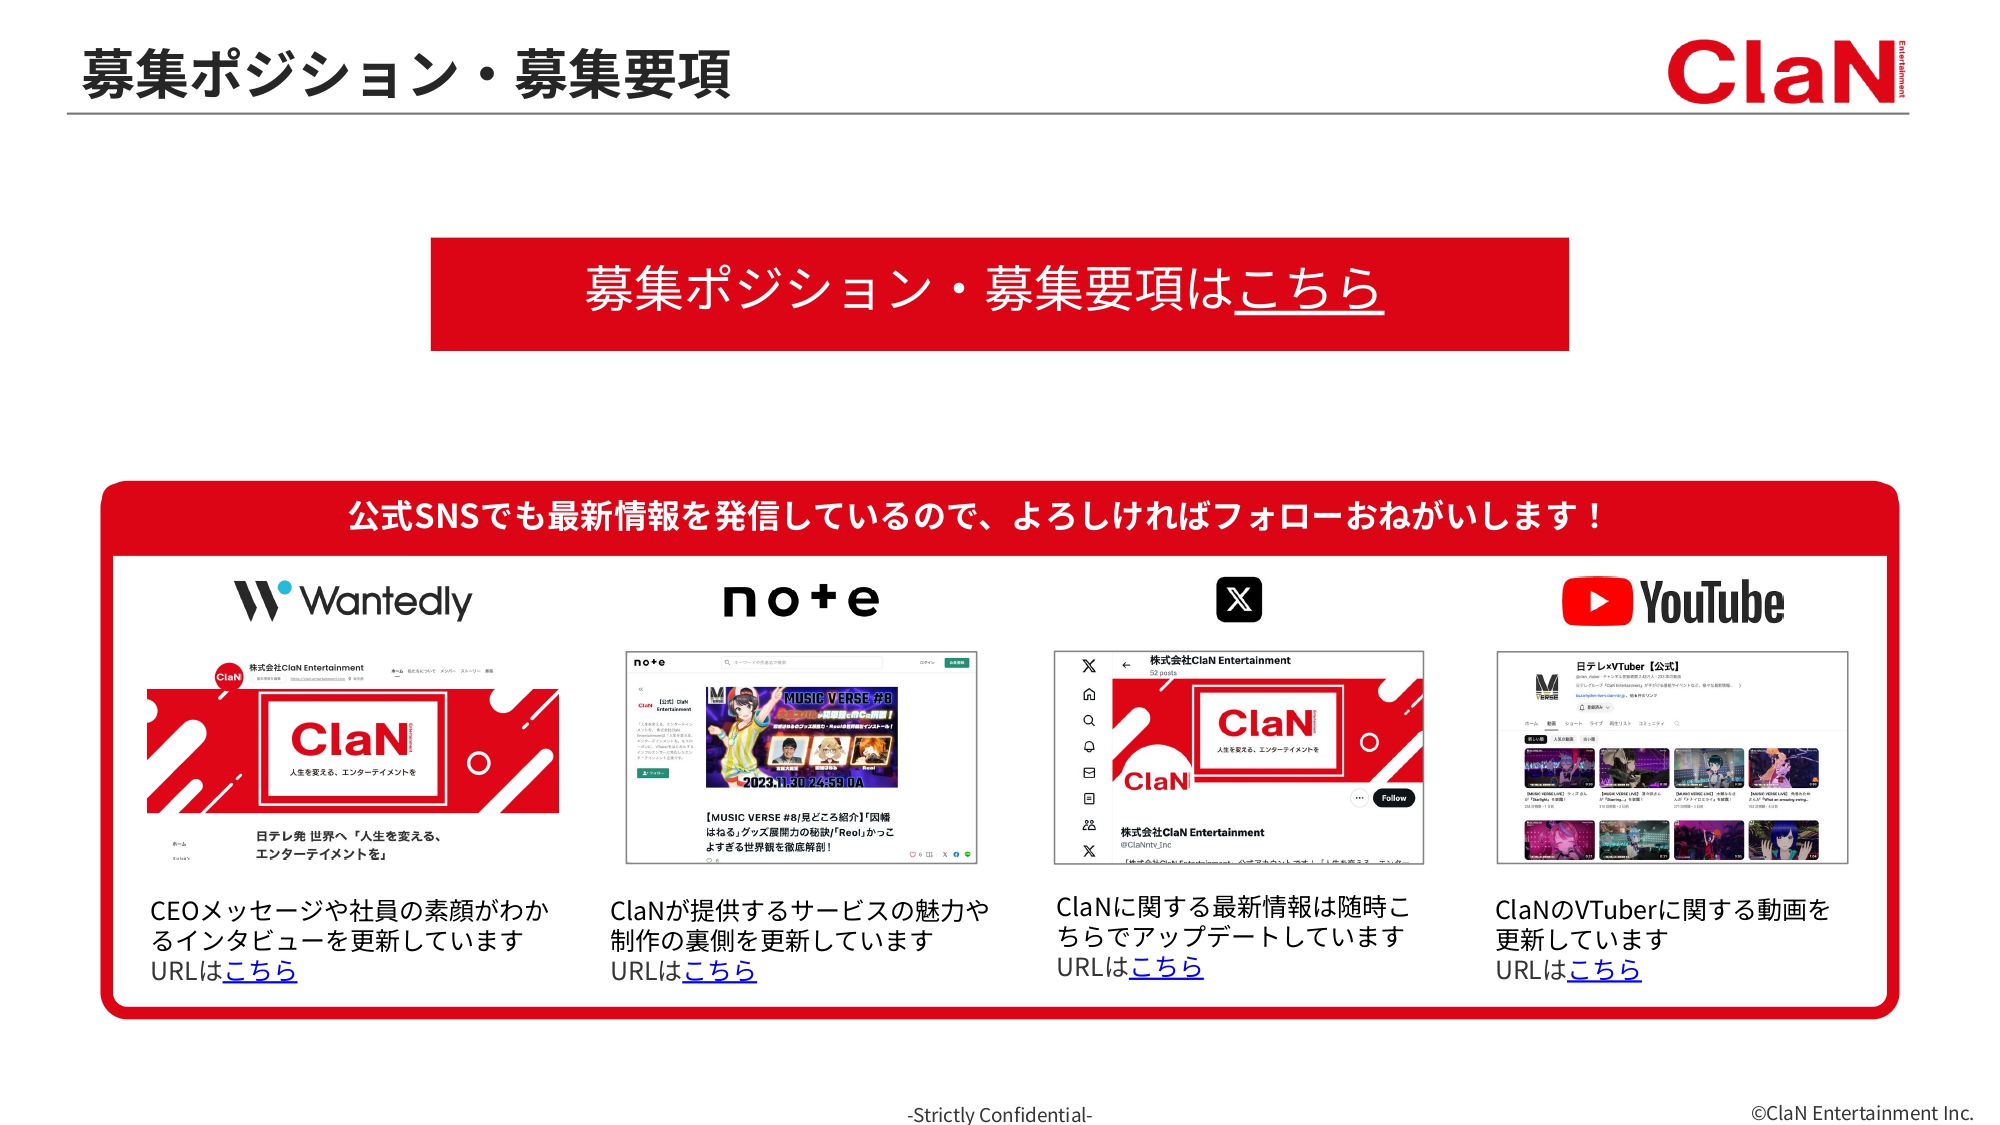 募集ポジション・募集要項
ClaN Entertainment
募集ポジション・募集要項はこちら
公式SNSでも最新情報を発信しているので、よろしければフォローおねがいします！
Wantedly
note
X
YouTube
株式会社ClaN Entertainment
ClaN
ClaN
人生を変える、エンターテイメントを
日テレ発 世界へ「人生を変える、
エンターテイメントを」
ホーム
note
ログイン
【公式】ClaN
Entertainment
MUSIC VERSE #8
2023.11.30 24:59 OA
【MUSIC VERSE #8/見どころ紹介】「因幡
はねる」グッズ展開力の秘訣/「Reol」かっこ
よすぎる世界観を徹底解剖！
株式会社ClaN Entertainment
52 posts
ClaN
人生を変える、エンターテイメントを
ClaN
Follow
株式会社ClaN Entertainment
@ClaNntv_Inc
日テレ×VTuber【公式】
CEOメッセージや社員の素顔がわか
るインタビューを更新しています
URLはこちら
ClaNが提供するサービスの魅力や
制作の裏側を更新しています
URLはこちら
ClaNに関する最新情報は随時こ
ちらでアップデートしています
URLはこちら
ClaNのVTuberに関する動画を
更新しています
URLはこちら
-Strictly Confidential-
©ClaN Entertainment Inc.